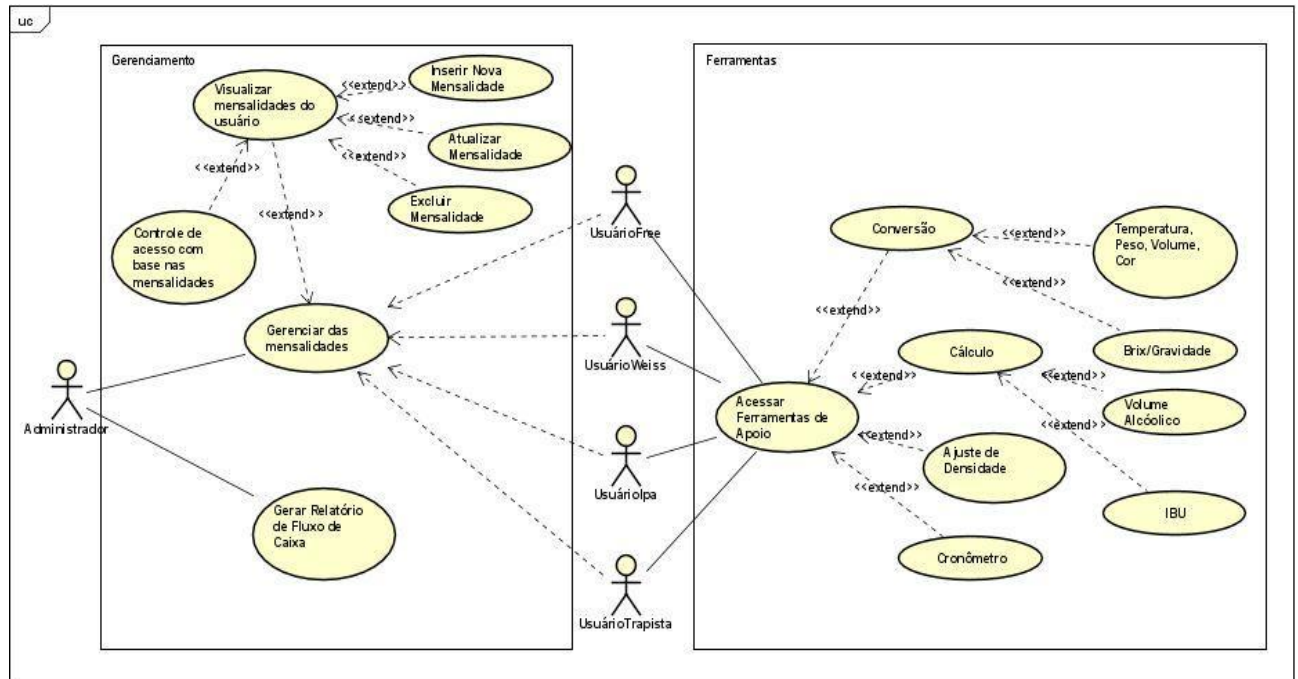 uc
Gerenciamento
Visualizar
mensalidades do
usuário
<<extend>>
Inserir Nova
Mensalidade
<<extend>>
Atualizar
Mensalidade
<<extend>>
Excluir
Mensalidade
<<extend>>
<<extend>>
Controle de
acesso com
base nas
mensalidades
Gerenciar das
mensalidades
Administrador
Gerar Relatório
de Fluxo de
Caixa
UsuárioFree
UsuárioWeiss
UsuárioIpa
UsuárioTrapista
Ferramentas
Conversão
<<extend>>
Temperatura,
Peso, Volume,
Cor
<<extend>>
<<extend>>
Brix/Gravidade
Cálculo
<<extend>>
<<extend>>
Volume
Alcóolico
<<extend>>
Acessar
Ferramentas de
Apoio
<<extend>>
Ajuste de
Densidade
<<extend>>
IBU
Cronômetro